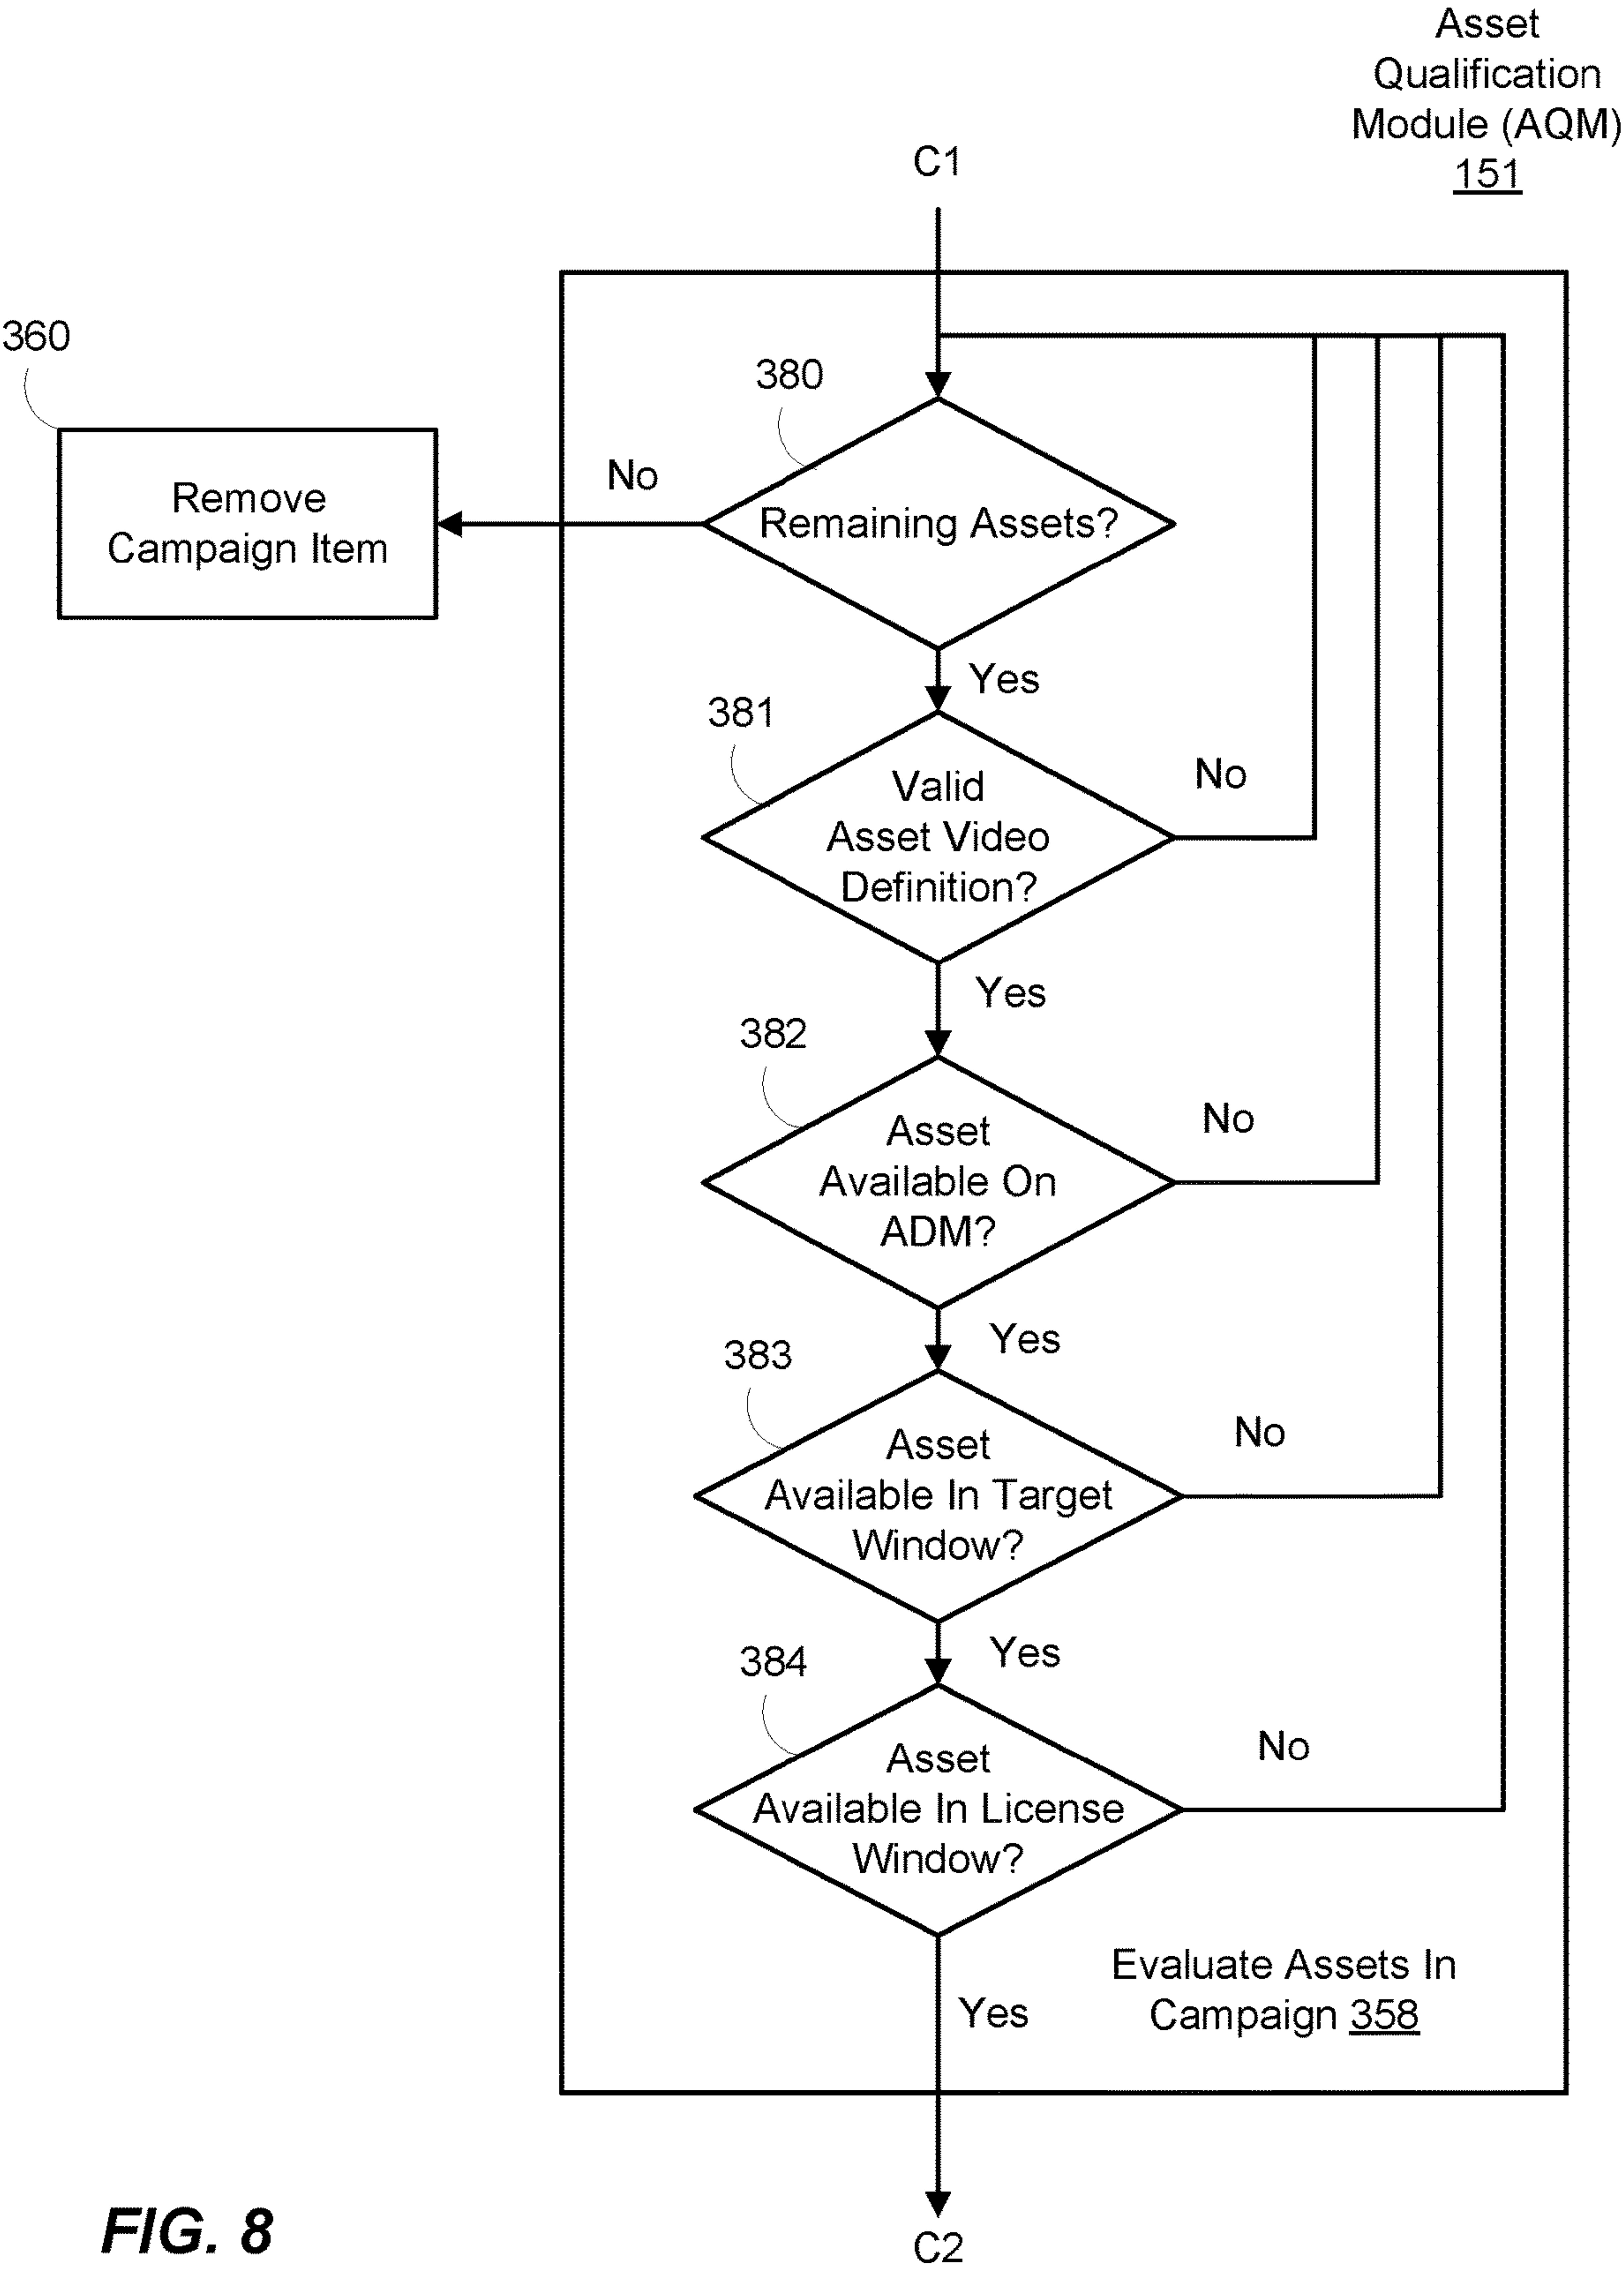 Asset
Qualification
Module (AQM)
151
C1
360
380
Remove
Campaign Item
No
Remaining Assets?
Yes
381
Valid
Asset Video
Definition?
No
Yes
382
Asset
Available On
ADM?
No
Yes
383
Asset
Available In Target
Window?
No
Yes
384
Asset
Available In License
Window?
No
Yes
Evaluate Assets In
Campaign 358
C2
FIG. 8